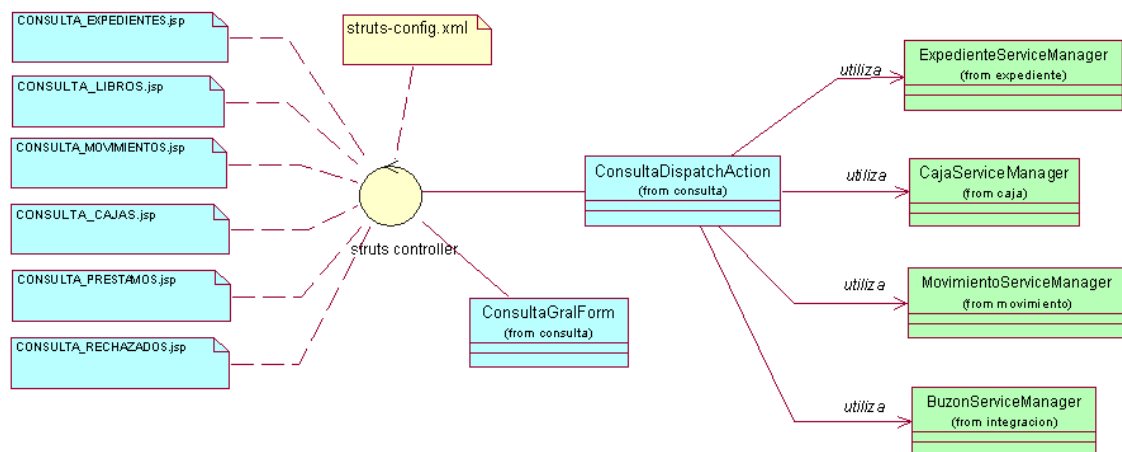 CONSULTA_EXPEDIENTES.jsp
struts-config.xml
CONSULTA_LIBROS.jsp
CONSULTA_MOVIMIENTOS.jsp
CONSULTA_CAJAS.jsp
CONSULTA_PRESTAMOS.jsp
CONSULTA_RECHAZADOS.jsp
struts controller
ConsultaGralForm
(from consulta)
ConsultaDispatchAction
(from consulta)
utiliza
ExpedienteServiceManager
(from expediente)
utiliza
CajaServiceManager
(from caja)
utiliza
MovimientoServiceManager
(from movimiento)
utiliza
BuzonServiceManager
(from integracion)